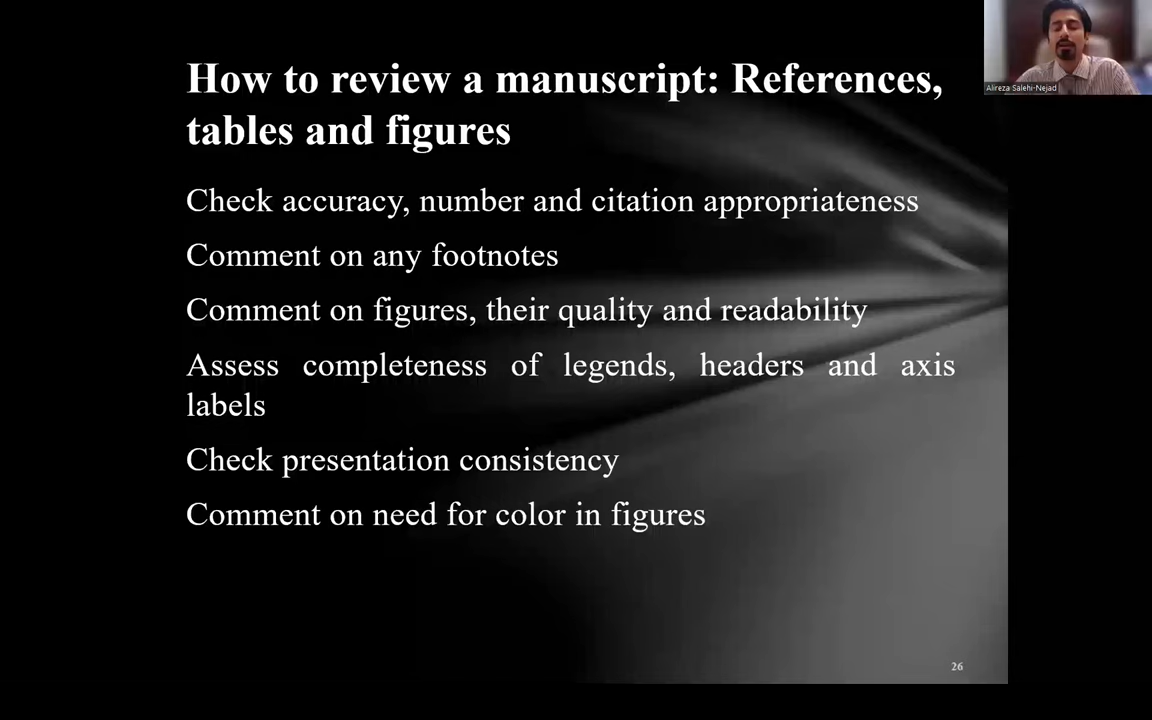 How to review a manuscript: References,
tables and figures
Alireza Salehi-Nejad
Check accuracy, number and citation appropriateness
Comment on any footnotes
Comment on figures, their quality and readability
Assess completeness of legends, headers and axis
labels
Check presentation consistency
Comment on need for color in figures
26